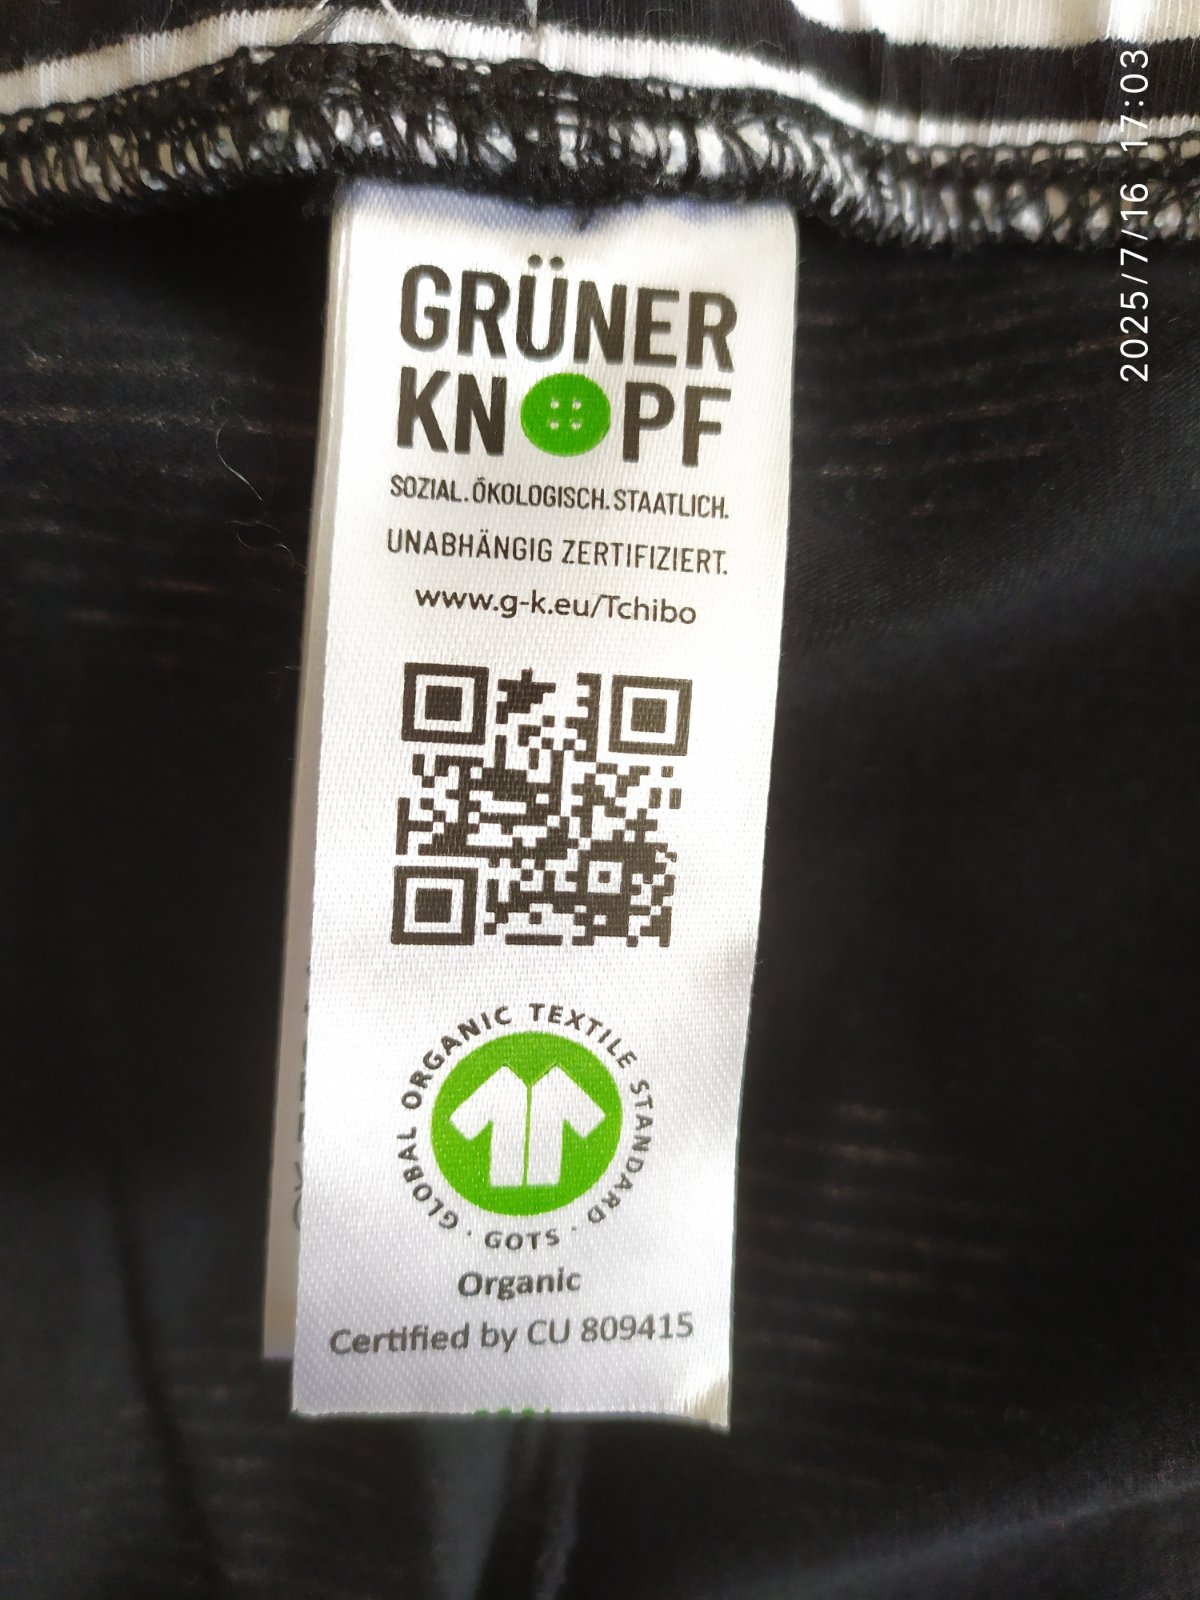 GRÜNER
KNOPF
SOZIAL. ÖKOLOGISCH. STAATLICH.
UNABHÄNGIG ZERTIFIZIERT.
www.g-k.eu/Tchibo
GLOBAL ORGANIC TEXTILE STANDARD · GOTS ·
Organic
Certified by CU 809415
2025/7/16 17:03